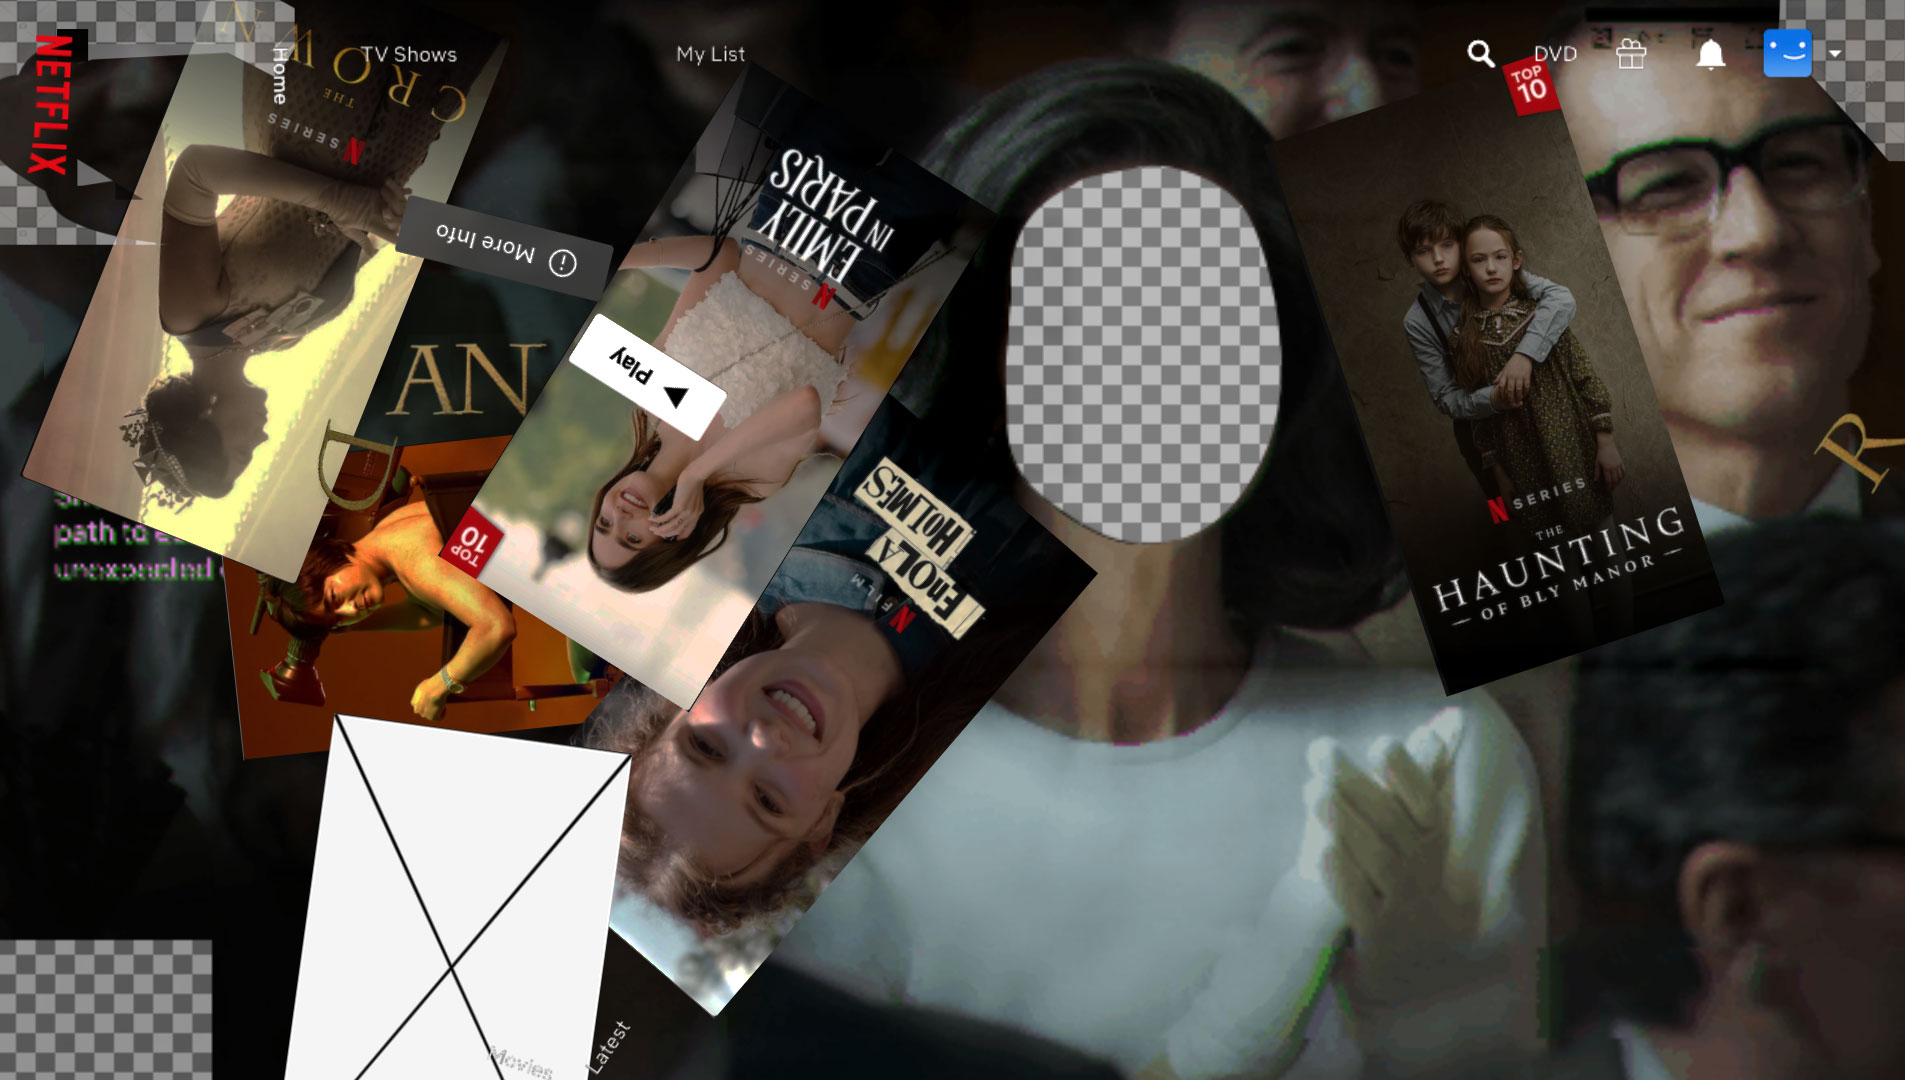 NETFLIX
Home
TV Shows
My List
DVD
THE
CROWN
N SERIES
More Info
EMILY
IN PARIS
N SERIES
Play
TOP
10
AN
D
R
path to
unexpected
ENOLA
HOLMES
N FILM
TOP
10
N SERIES
THE
HAUNTING
OF BLY MANOR
Movies
Latest